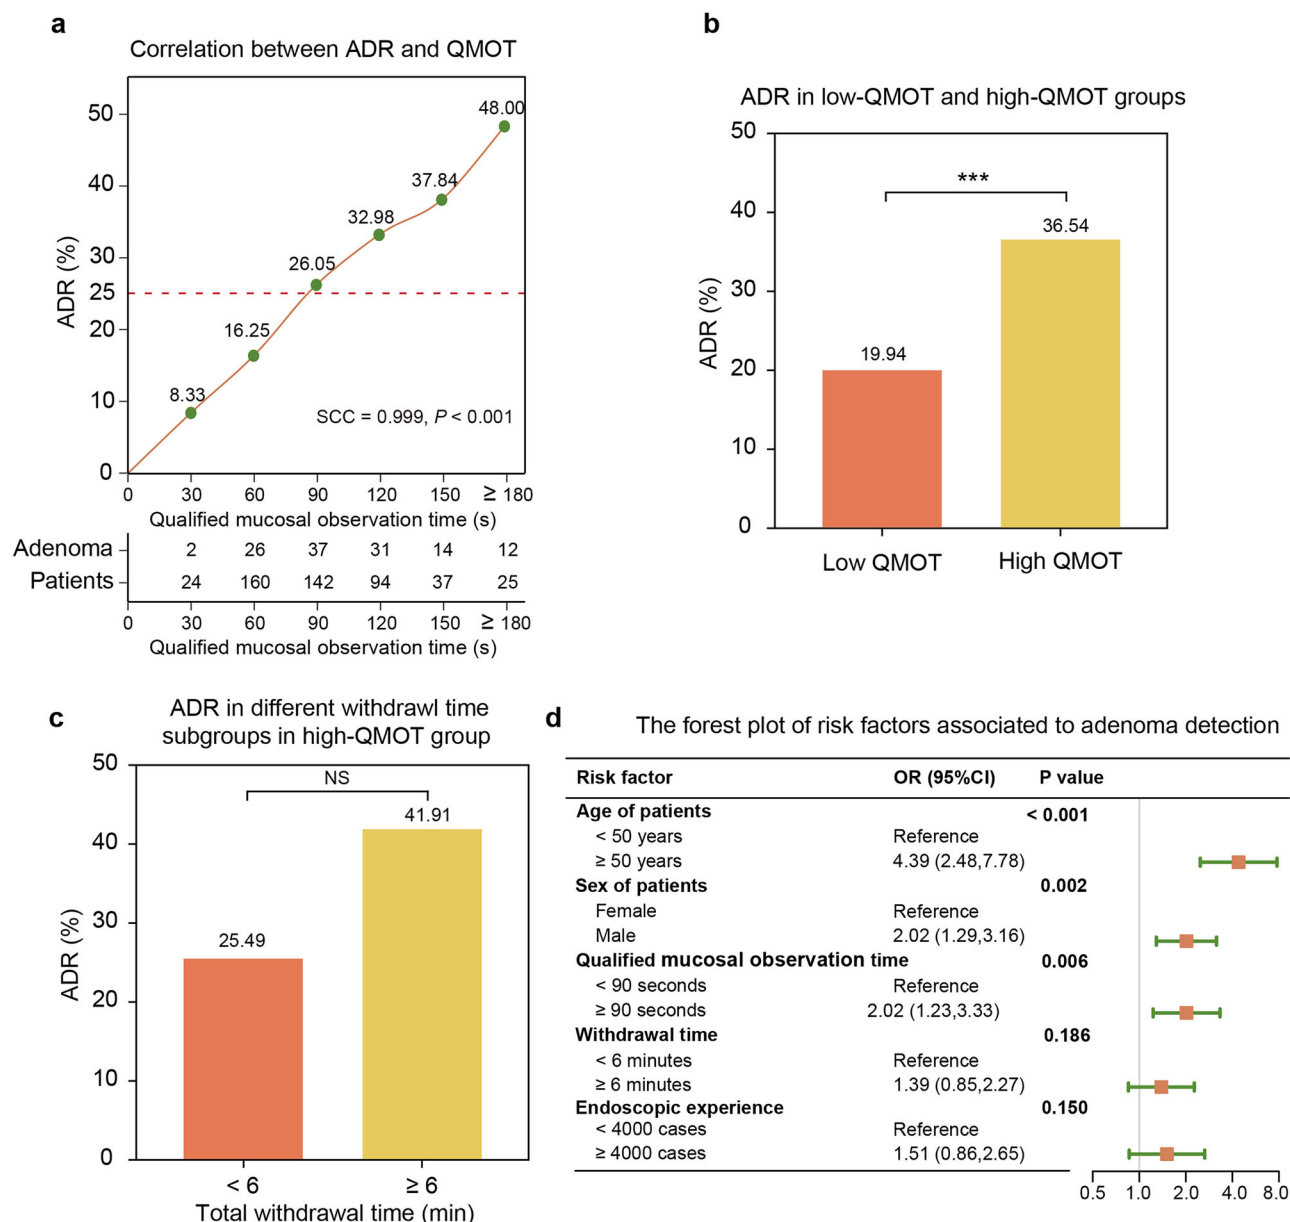 a
Correlation between ADR and QMOT
ADR (%)
50
40
30
25
20
10
0
8.33
16.25
26.05
32.98
37.84
48.00
SCC = 0.999, P < 0.001
0 30 60 90 120 150 ≥ 180
Qualified mucosal observation time (s)
Adenoma 2 26 37 31 14 12
Patients 24 160 142 94 37 25
0 30 60 90 120 150 ≥ 180
Qualified mucosal observation time (s)
b
ADR in low-QMOT and high-QMOT groups
ADR (%)
50
40
30
20
10
0
***
19.94
36.54
Low QMOT High QMOT
c
ADR in different withdrawl time
subgroups in high-QMOT group
ADR (%)
50
40
30
20
10
0
NS
25.49
41.91
< 6 ≥ 6
Total withdrawal time (min)
d
The forest plot of risk factors associated to adenoma detection
Risk factor OR (95%CI) P value
Age of patients < 0.001
< 50 years Reference
≥ 50 years 4.39 (2.48,7.78)
Sex of patients 0.002
Female Reference
Male 2.02 (1.29,3.16)
Qualified mucosal observation time 0.006
< 90 seconds Reference
≥ 90 seconds 2.02 (1.23,3.33)
Withdrawal time 0.186
< 6 minutes Reference
≥ 6 minutes 1.39 (0.85,2.27)
Endoscopic experience 0.150
< 4000 cases Reference
≥ 4000 cases 1.51 (0.86,2.65)
0.5 1.0 2.0 4.0 8.0